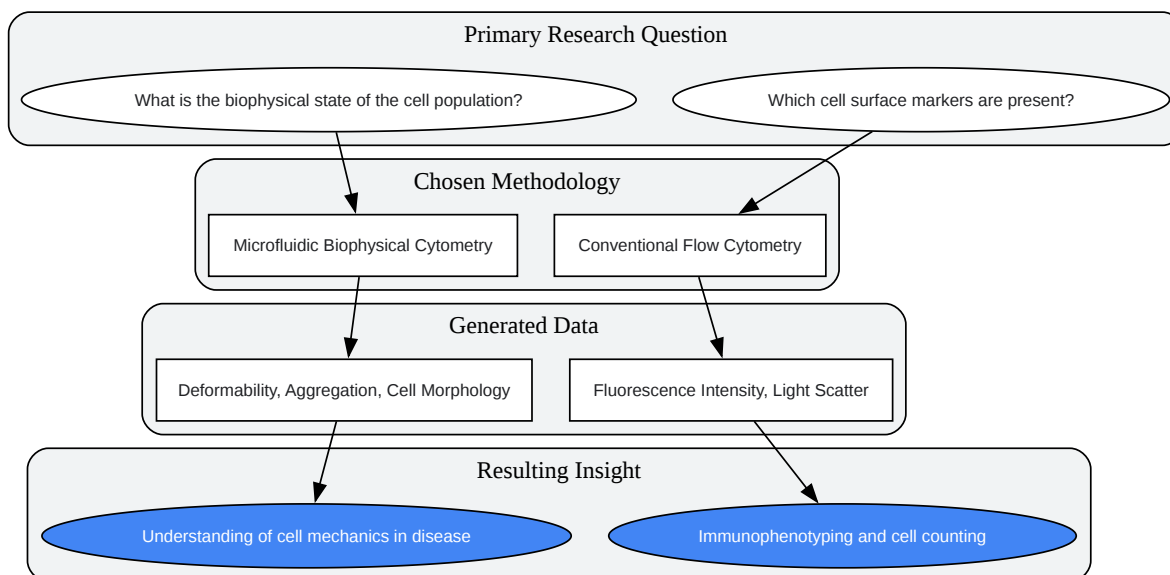 Primary Research Question
What is the biophysical state of the cell population?
Which cell surface markers are present?
Chosen Methodology
Microfluidic Biophysical Cytometry
Conventional Flow Cytometry
Generated Data
Deformability, Aggregation, Cell Morphology
Fluorescence Intensity, Light Scatter
Resulting Insight
Understanding of cell mechanics in disease
Immunophenotyping and cell counting